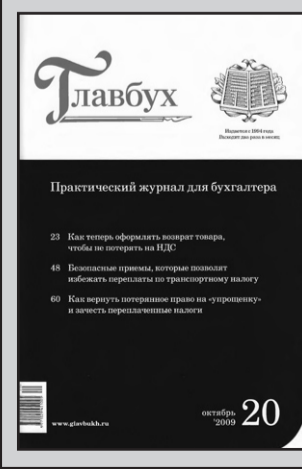 Главбух
Издается с 1994 года
Выходит два раза в месяц
Практический журнал для бухгалтера
23 Как теперь оформлять возврат товара,
чтобы не потерять на НДС
48 Безопасные приемы, которые позволят
избежать переплаты по транспортному налогу
60 Как вернуть потерянное право на «упрощенку»
и зачесть переплаченные налоги
www.glavbukh.ru
октябрь
'2009
20